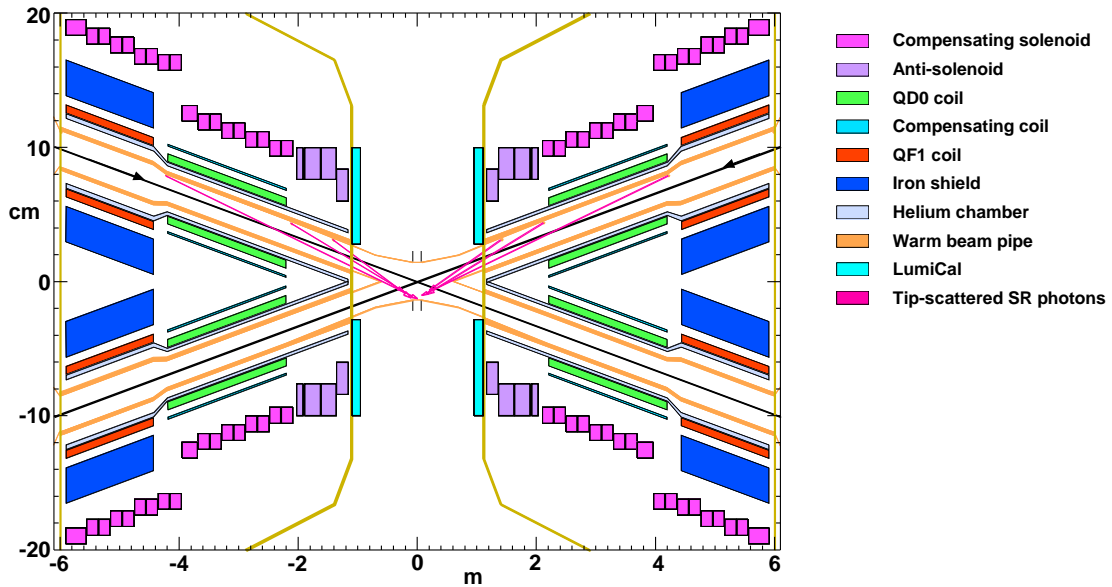 20
10
cm
0
-10
-20
-6
-4
-2
0
2
4
6
m
Compensating solenoid
Anti-solenoid
QD0 coil
Compensating coil
QF1 coil
Iron shield
Helium chamber
Warm beam pipe
LumiCal
Tip-scattered SR photons